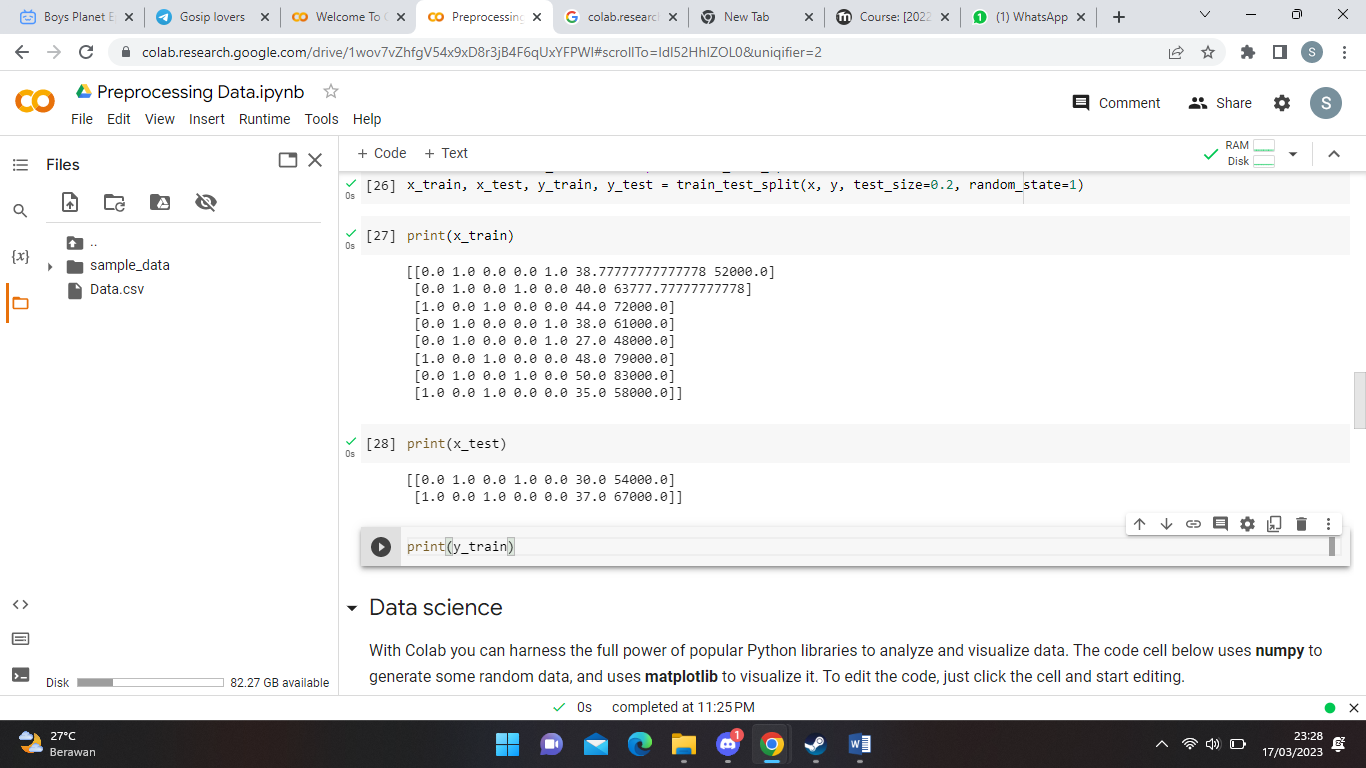 Boys Planet E
Gosip lovers
Welcome To C
Preprocessing
colab.research
New Tab
Course: [2022
(1) WhatsApp
colab.research.google.com/drive/1wov7vZhfgV54x9xD8r3jB4F6qUxYFPWl#scrollTo=IdI52HhIZOL0&uniqifier=2
S
Preprocessing Data.ipynb
File Edit View Insert Runtime Tools Help
Comment
Share
S
Files
+ Code + Text
RAM
Disk
{x}
..
sample_data
Data.csv
[26] x_train, x_test, y_train, y_test = train_test_split(x, y, test_size=0.2, random_state=1)
0s
[27] print(x_train)
0s
[[0.0 1.0 0.0 0.0 1.0 38.77777777777778 52000.0]
[0.0 1.0 0.0 1.0 0.0 40.0 63777.77777777778]
[1.0 0.0 1.0 0.0 0.0 44.0 72000.0]
[0.0 1.0 0.0 0.0 1.0 38.0 61000.0]
[0.0 1.0 0.0 0.0 1.0 27.0 48000.0]
[1.0 0.0 1.0 0.0 0.0 48.0 79000.0]
[0.0 1.0 0.0 1.0 0.0 50.0 83000.0]
[1.0 0.0 1.0 0.0 0.0 35.0 58000.0]]
[28] print(x_test)
0s
[[0.0 1.0 0.0 1.0 0.0 30.0 54000.0]
[1.0 0.0 1.0 0.0 0.0 37.0 67000.0]]
print(y_train)
Data science
With Colab you can harness the full power of popular Python libraries to analyze and visualize data. The code cell below uses numpy to
generate some random data, and uses matplotlib to visualize it. To edit the code, just click the cell and start editing.
Disk
82.27 GB available
0s completed at 11:25 PM
27°C
Berawan
1
23:28
17/03/2023